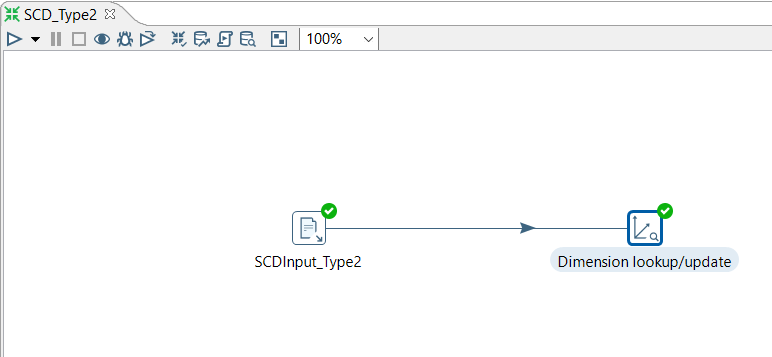 SCD_Type2
100%
SCDInput_Type2
Dimension lookup/update